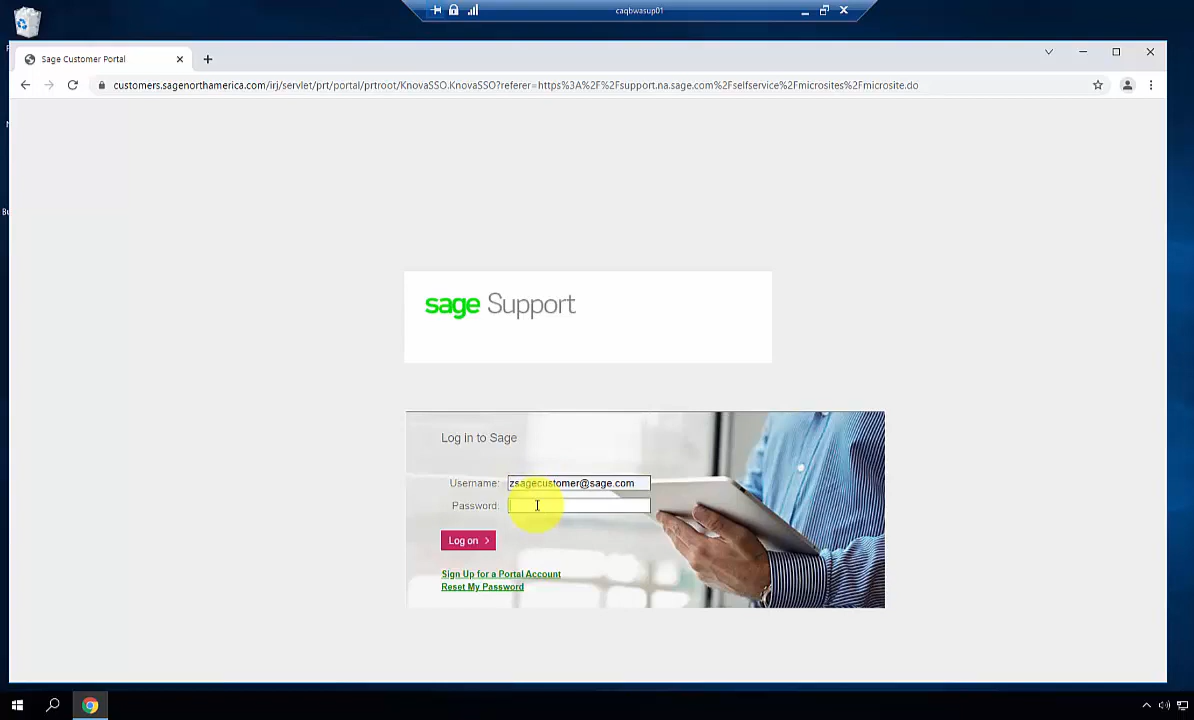 caqbwasup01
Sage Customer Portal
customers.sagenorthamerica.com/irj/servlet/prt/portal/prtroot/KnovaSSO.KnovaSSO?referer=https%3A%2F%2Fsupport.na.sage.com%2Fselfservice%2Fmicrosites%2Fmicrosite.do
sage Support
Log in to Sage
Username: zsagecustomer@sage.com
Password:
Log on
Sign Up for a Portal Account
Reset My Password